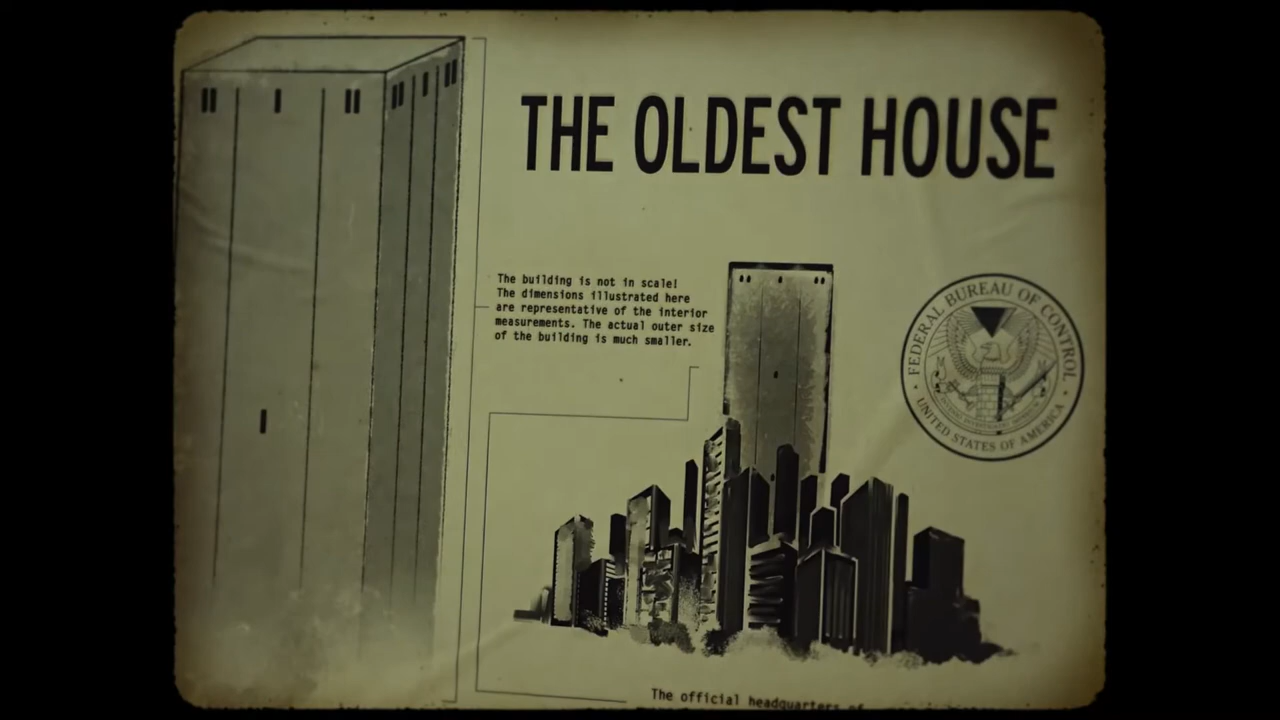 THE OLDEST HOUSE
The building is not in scale!
The dimensions illustrated here
are representative of the interior
measurements. The actual outer size
of the building is much smaller.
FEDERAL BUREAU OF CONTROL
UNITED STATES OF AMERICA
The official headquarters of